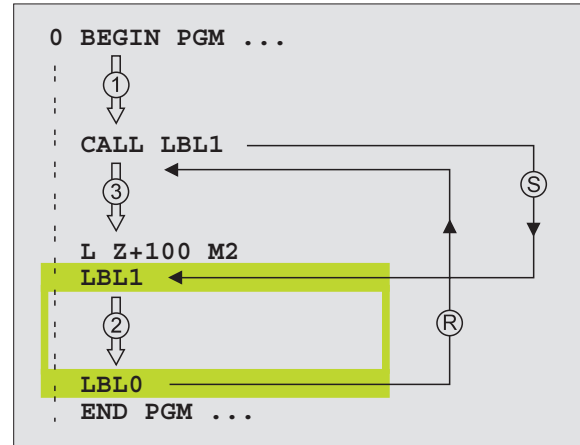 0 BEGIN PGM ...
1
CALL LBL1
S
3
L Z+100 M2
LBL1
2
R
LBL0
END PGM ...